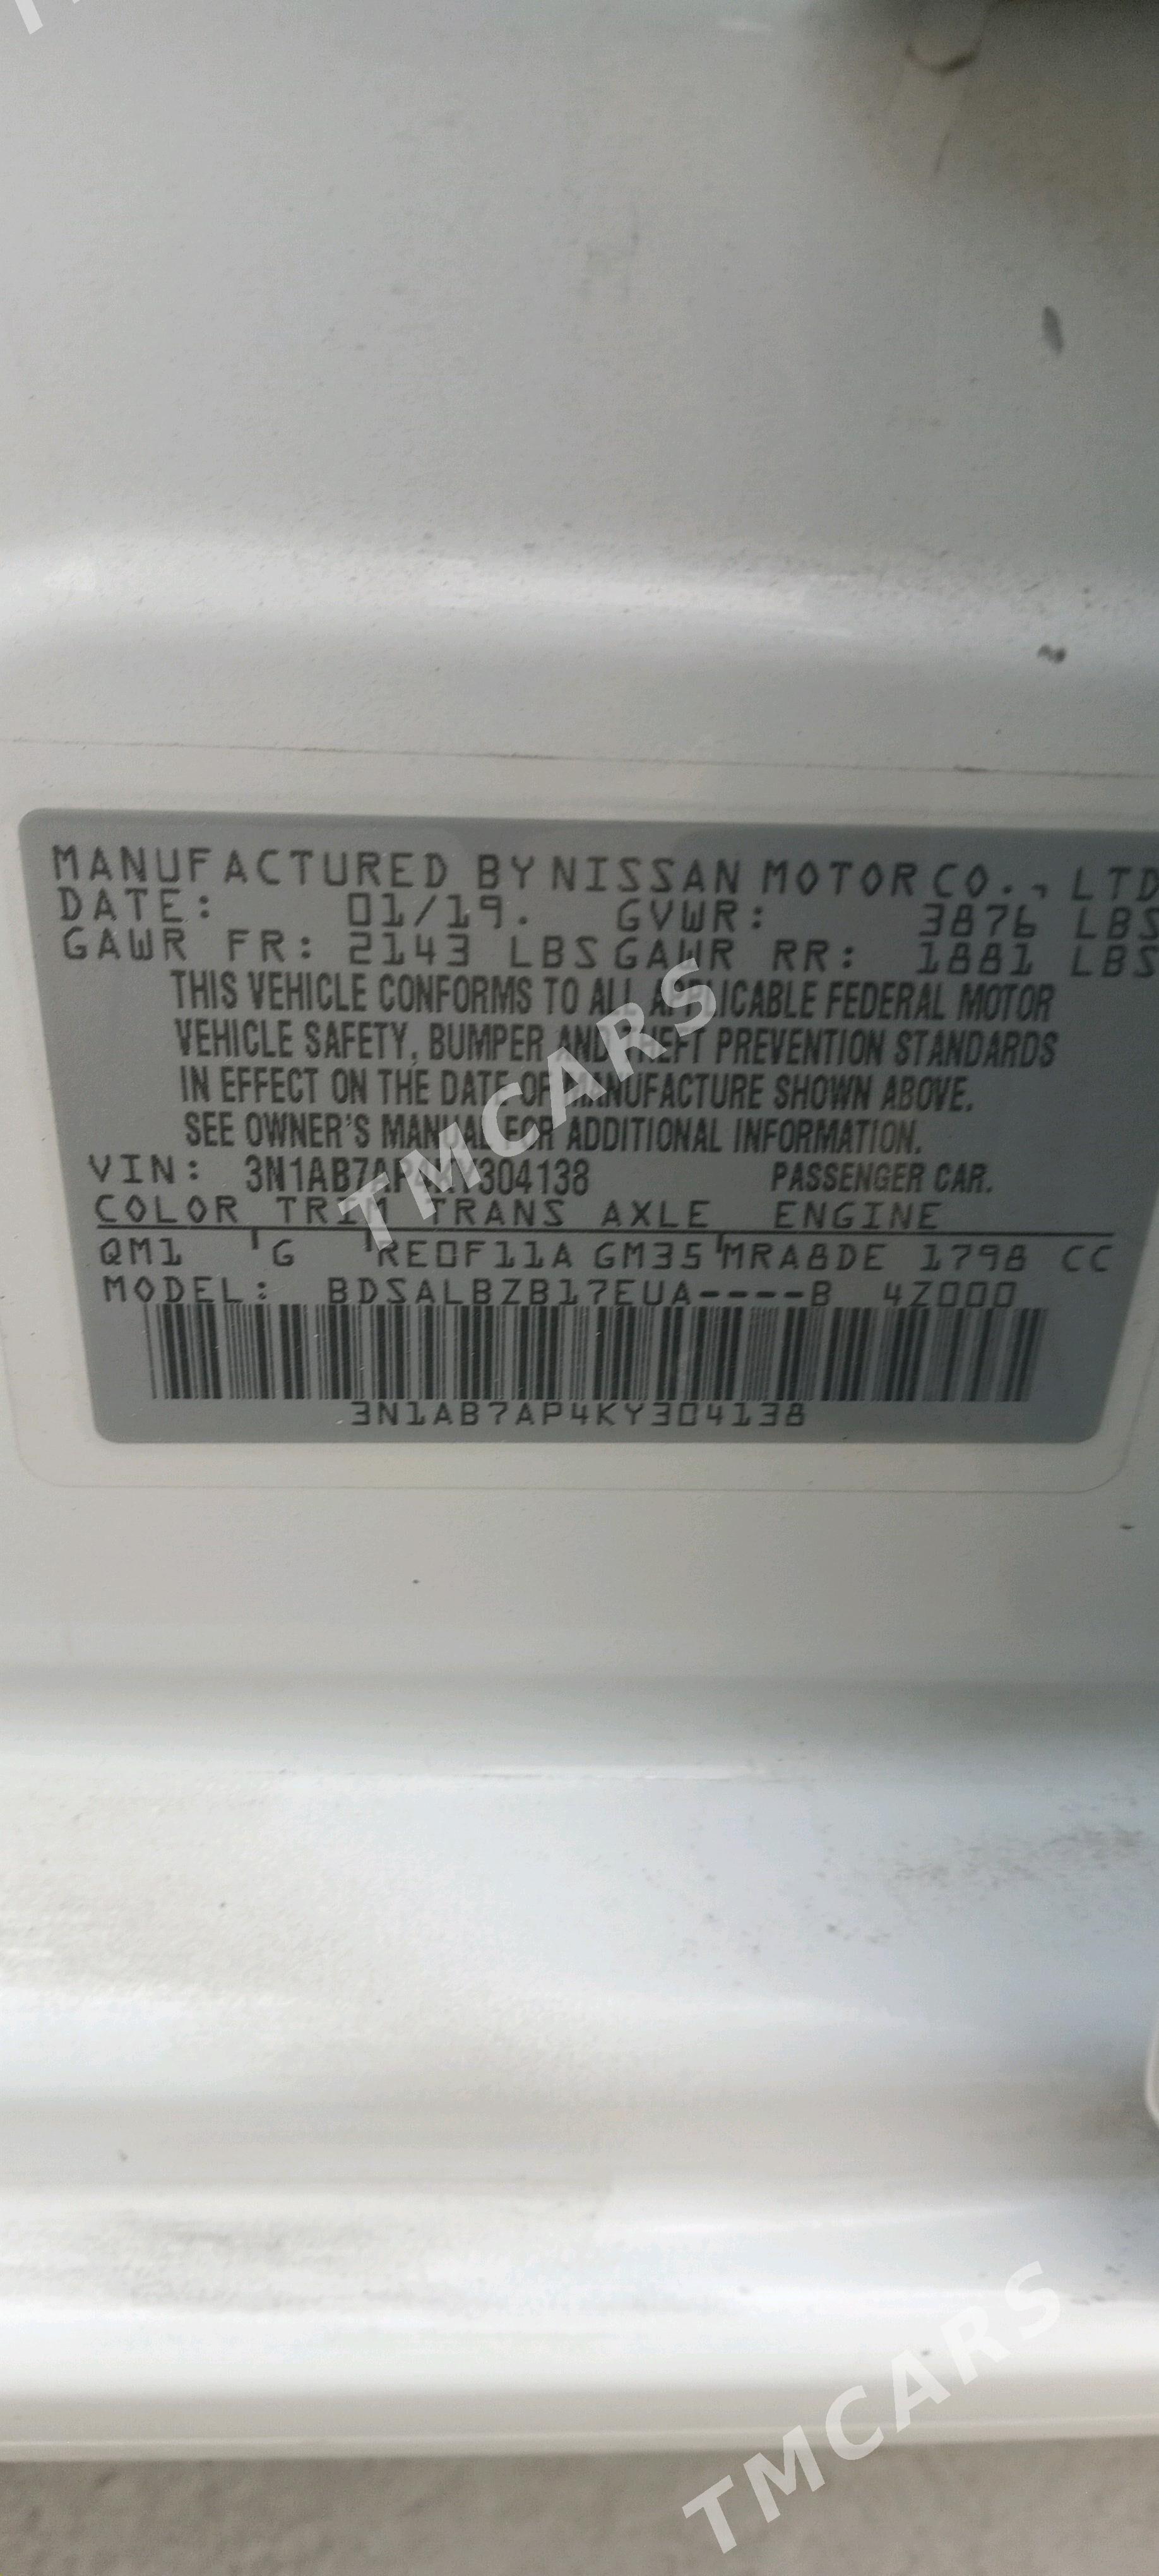 MANUFACTURED BY NISSAN MOTOR CO., LTD
DATE: 01/19. GVWR: 3876 LBS
GAWR FR: 2143 LBS GAWR RR: 1881 LBS
THIS VEHICLE CONFORMS TO ALL APPLICABLE FEDERAL MOTOR
VEHICLE SAFETY, BUMPER AND THEFT PREVENTION STANDARDS
IN EFFECT ON THE DATE OF MANUFACTURE SHOWN ABOVE.
SEE OWNER'S MANUAL FOR ADDITIONAL INFORMATION.
VIN: 3N1AB7AP4KY304138 PASSENGER CAR.
COLOR TRIM TRANS AXLE ENGINE
QM1 G RE0F11A GM35 MRA8DE 1798 CC
MODEL: BDSALBZB17EUA----B 4Z000
3N1AB7AP4KY304138
TMCARS
TMCARS